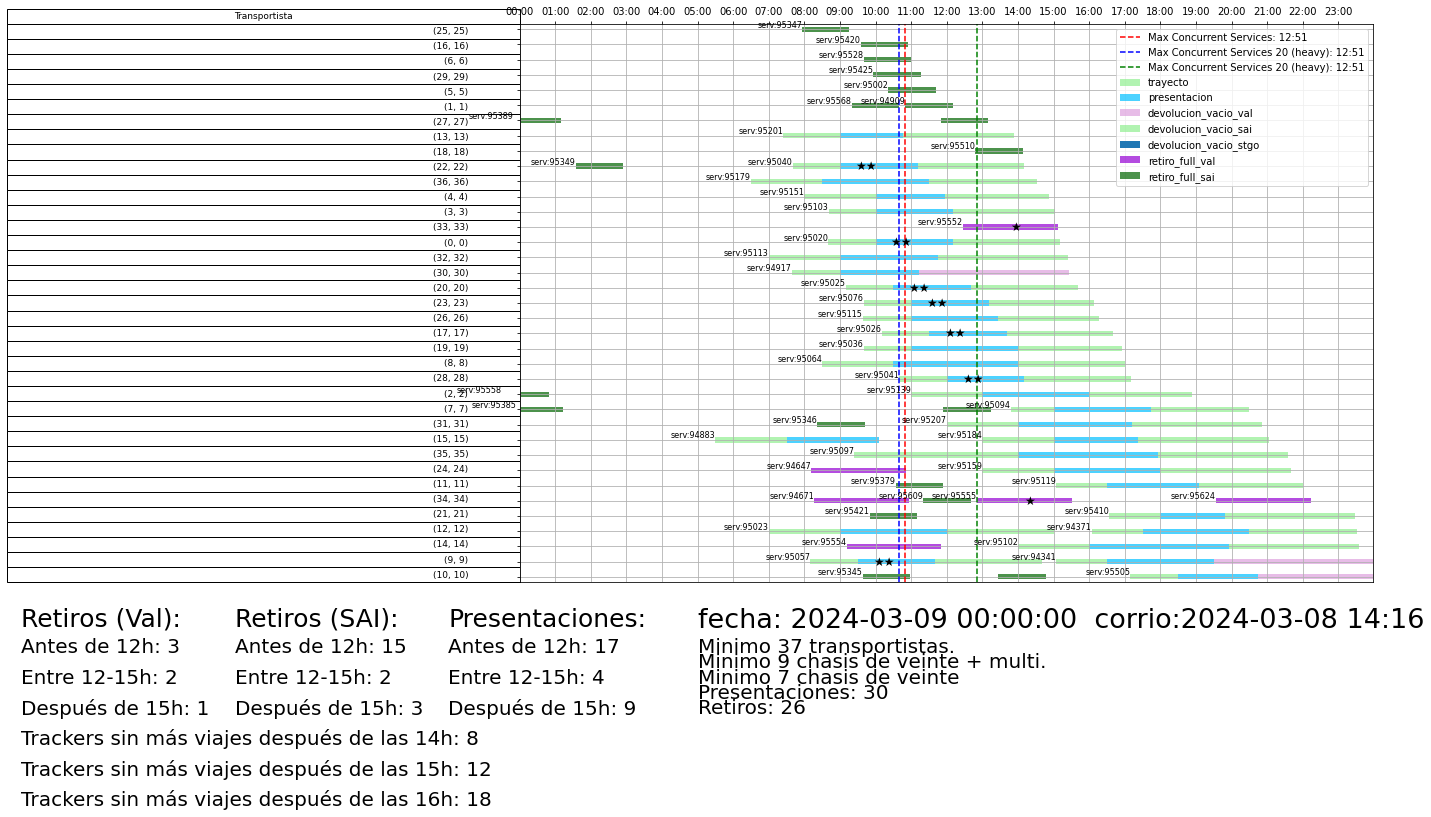 Transportista
00:00 01:00 02:00 03:00 04:00 05:00 06:00 07:00 08:00 09:00 10:00 11:00 12:00 13:00 14:00 15:00 16:00 17:00 18:00 19:00 20:00 21:00 22:00 23:00
Max Concurrent Services: 12:51
Max Concurrent Services 20 (heavy): 12:51
Max Concurrent Services 20 (heavy): 12:51
trayecto
presentacion
devolucion_vacio_val
devolucion_vacio_sai
devolucion_vacio_stgo
retiro_full_val
retiro_full_sai
(25, 25) serv:95347
(16, 16) serv:95420
(6, 6) serv:95528
(29, 29) serv:95425
(5, 5) serv:95002
(1, 1) serv:95568 serv:94909
(27, 27) serv:95389
(13, 13) serv:95201
(18, 18) serv:95510
(22, 22) serv:95349 serv:95040
(36, 36) serv:95179
(4, 4) serv:95151
(3, 3) serv:95103
(33, 33) serv:95552
(0, 0) serv:95020
(32, 32) serv:95113
(30, 30) serv:94917
(20, 20) serv:95025
(23, 23) serv:95076
(26, 26) serv:95115
(17, 17) serv:95026
(19, 19) serv:95036
(8, 8) serv:95064
(28, 28) serv:95041
(2, 2) serv:95558 serv:95139
(7, 7) serv:95385 serv:95094
(31, 31) serv:95346 serv:95207
(15, 15) serv:94883 serv:95184
(35, 35) serv:95097
(24, 24) serv:94647 serv:95159
(11, 11) serv:95379 serv:95119
(34, 34) serv:94671 serv:95609 serv:95555 serv:95624
(21, 21) serv:95421 serv:95410
(12, 12) serv:95023 serv:94371
(14, 14) serv:95554 serv:95102
(9, 9) serv:95057 serv:94341
(10, 10) serv:95345 serv:95505
Retiros (Val):
Antes de 12h: 3
Entre 12-15h: 2
Después de 15h: 1
Retiros (SAI):
Antes de 12h: 15
Entre 12-15h: 2
Después de 15h: 3
Presentaciones:
Antes de 12h: 17
Entre 12-15h: 4
Después de 15h: 9
Trackers sin más viajes después de las 14h: 8
Trackers sin más viajes después de las 15h: 12
Trackers sin más viajes después de las 16h: 18
fecha: 2024-03-09 00:00:00 corrio:2024-03-08 14:16
Minimo 37 transportistas.
Minimo 9 chasis de veinte + multi.
Minimo 7 chasis de veinte
Presentaciones: 30
Retiros: 26